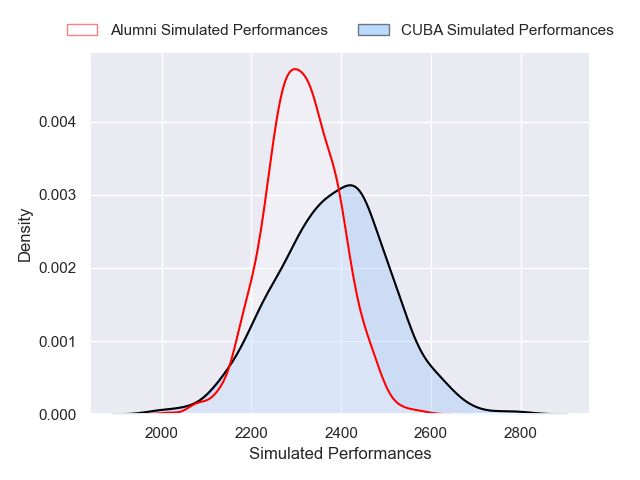 Alumni Simulated Performances CUBA Simulated Performances
0.004
0.003
0.002
0.001
0.000
Density
2000 2200 2400 2600 2800
Simulated Performances